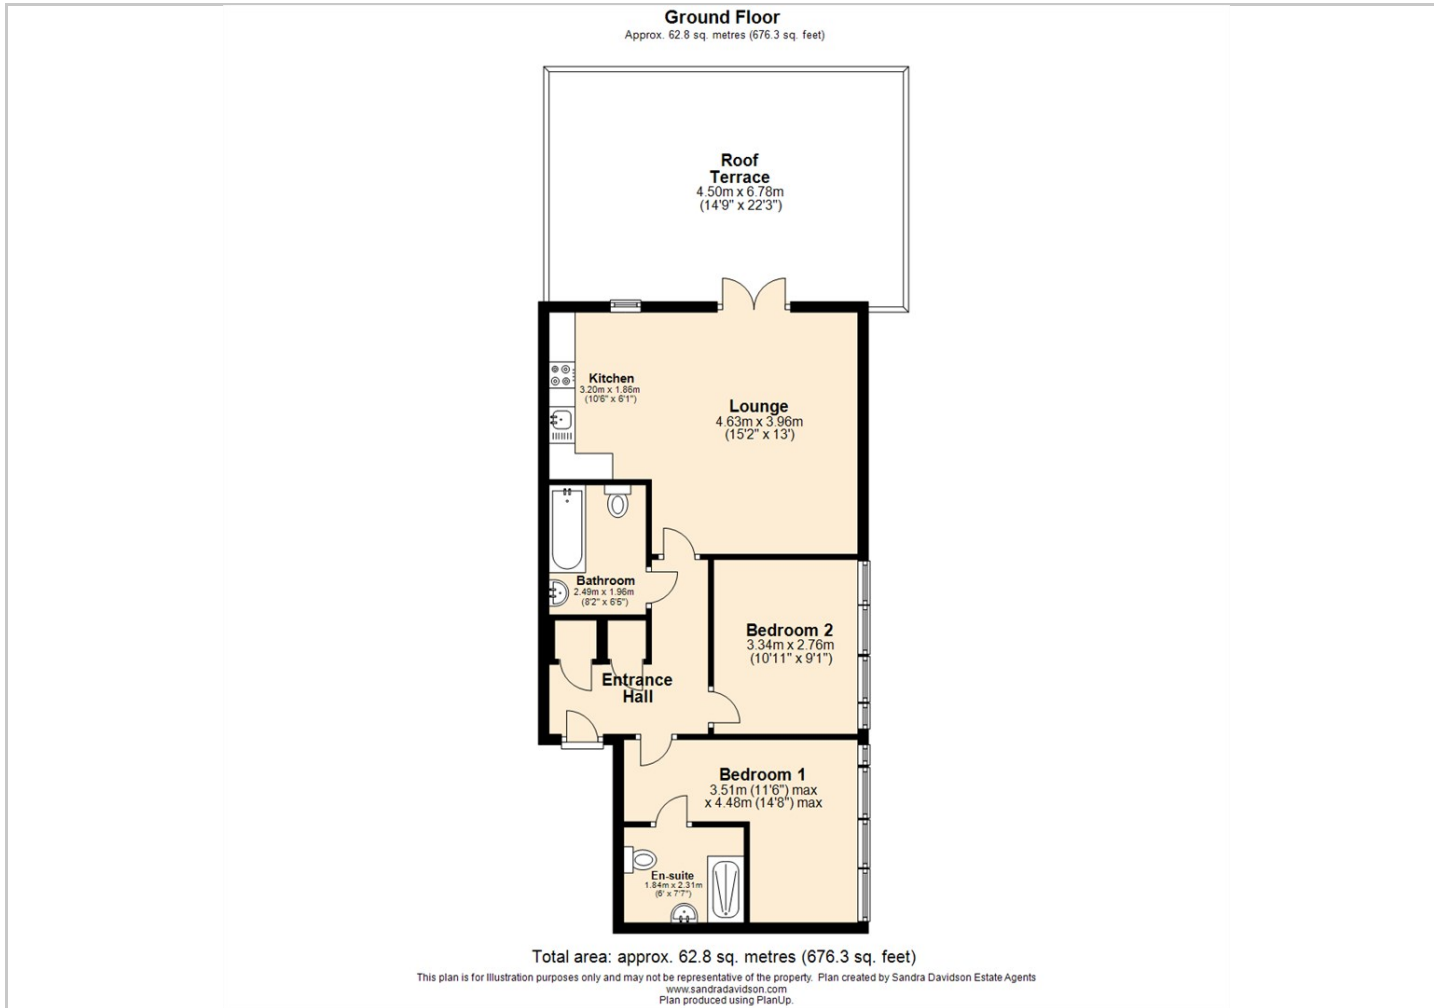 Ground Floor
Approx. 62.8 sq. metres (676.3 sq. feet)
Roof
Terrace
4.50m x 6.78m
(14'9" x 22'3")
Kitchen
3.20m x 1.86m
(10'6" x 6'1")
Lounge
4.63m x 3.96m
(15'2" x 13')
Bathroom
2.49m x 1.96m
(8'2" x 6'5")
Bedroom 2
3.34m x 2.76m
(10'11" x 9'1")
Entrance
Hall
Bedroom 1
3.51m (11'6") max
x 4.48m (14'8") max
En-suite
1.84m x 2.31m
(6' x 7'7")
Total area: approx. 62.8 sq. metres (676.3 sq. feet)
This plan is for Illustration purposes only and may not be representative of the property. Plan created by Sandra Davidson Estate Agents
www.sandradavidson.com
Plan produced using PlanUp.